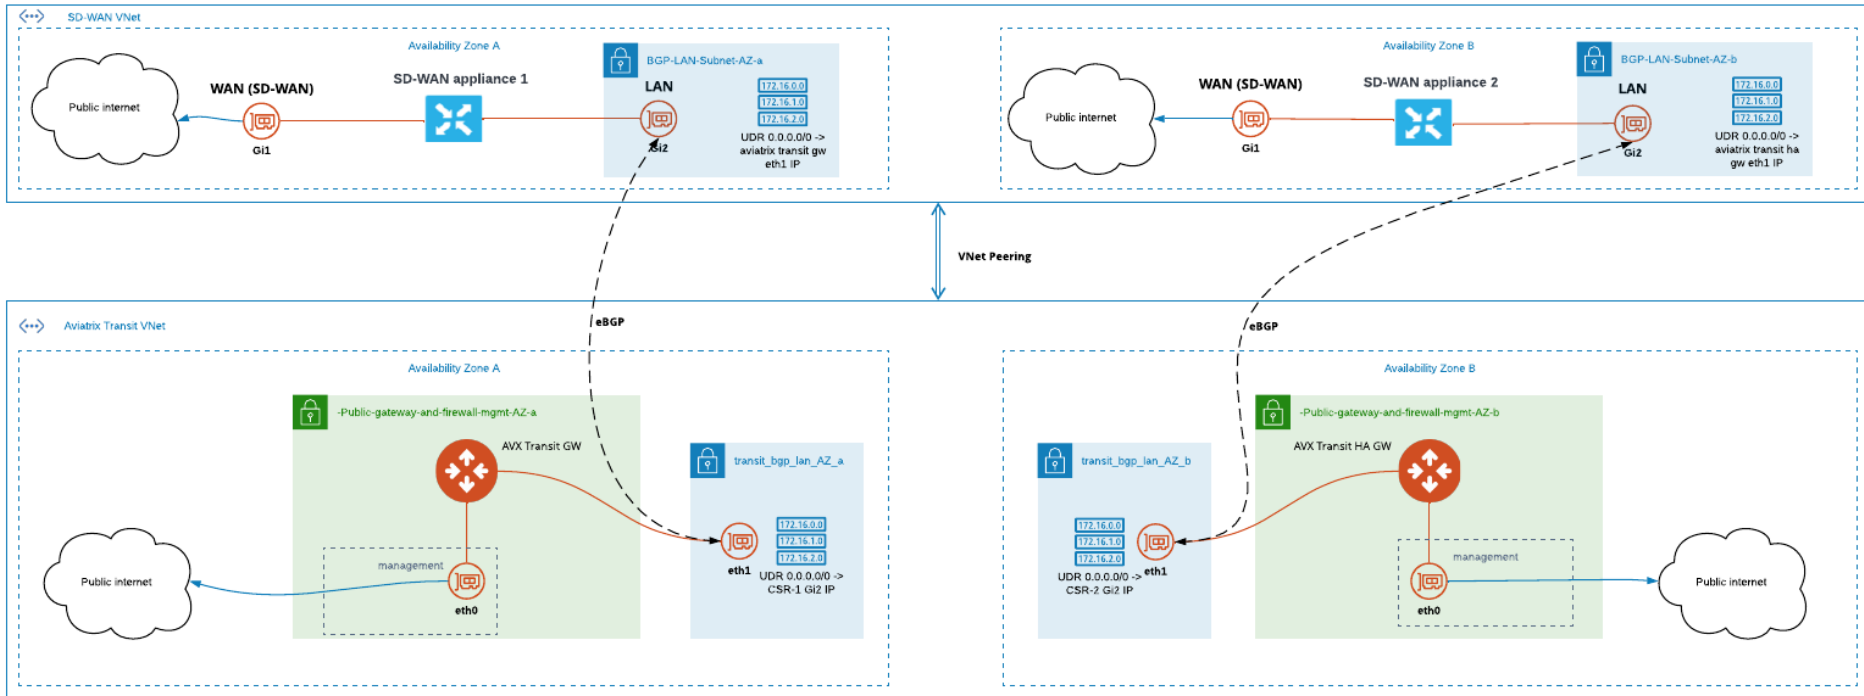 SD-WAN VNet
Availability Zone A
Public internet
WAN (SD-WAN)
Gi1
SD-WAN appliance 1
BGP-LAN-Subnet-AZ-a
LAN
Gi2
172.16.0.0
172.16.1.0
172.16.2.0
UDR 0.0.0.0/0 ->
aviatrix transit gw
eth1 IP
Availability Zone B
Public internet
WAN (SD-WAN)
Gi1
SD-WAN appliance 2
BGP-LAN-Subnet-AZ-b
LAN
Gi2
172.16.0.0
172.16.1.0
172.16.2.0
UDR 0.0.0.0/0 ->
aviatrix transit ha
gw eth1 IP
VNet Peering
eBGP
eBGP
Aviatrix Transit VNet
Availability Zone A
-Public-gateway-and-firewall-mgmt-AZ-a
AVX Transit GW
management
eth0
Public internet
transit_bgp_lan_AZ_a
eth1
172.16.0.0
172.16.1.0
172.16.2.0
UDR 0.0.0.0/0 ->
CSR-1 Gi2 IP
Availability Zone B
transit_bgp_lan_AZ_b
172.16.0.0
172.16.1.0
172.16.2.0
eth1
UDR 0.0.0.0/0 ->
CSR-2 Gi2 IP
-Public-gateway-and-firewall-mgmt-AZ-b
AVX Transit HA GW
management
eth0
Public internet